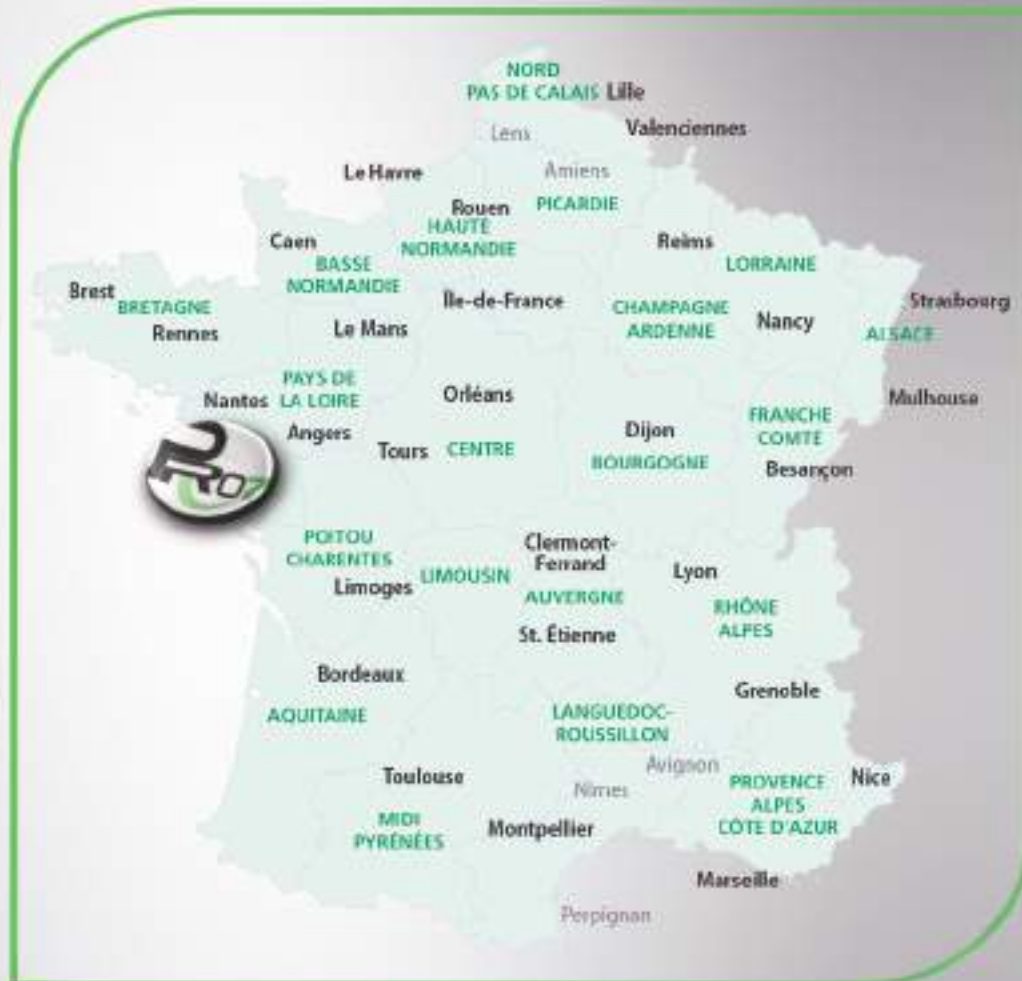 NORD
PAS DE CALAIS Lille
Valenciennes
Lens
Amiens
Le Havre
Rouen
PICARDIE
HAUTE
NORMANDIE
Caen
BASSE
NORMANDIE
Reims
LORRAINE
Brest
BRETAGNE
Rennes
Île-de-France
Le Mans
CHAMPAGNE
ARDENNE
Nancy
Strasbourg
ALSACE
PAYS DE
LA LOIRE
Nantes
Angers
Orléans
Mulhouse
Tours
CENTRE
Dijon
BOURGOGNE
FRANCHE
COMTÉ
Besançon
PR07
POITOU
CHARENTES
Limoges
LIMOUSIN
Clermont-
Ferrand
AUVERGNE
St. Étienne
Lyon
RHÔNE
ALPES
Bordeaux
AQUITAINE
Grenoble
LANGUEDOC-
ROUSSILLON
Avignon
Nîmes
Toulouse
MIDI
PYRÉNÉES
Montpellier
PROVENCE
ALPES
CÔTE D'AZUR
Nice
Marseille
Perpignan